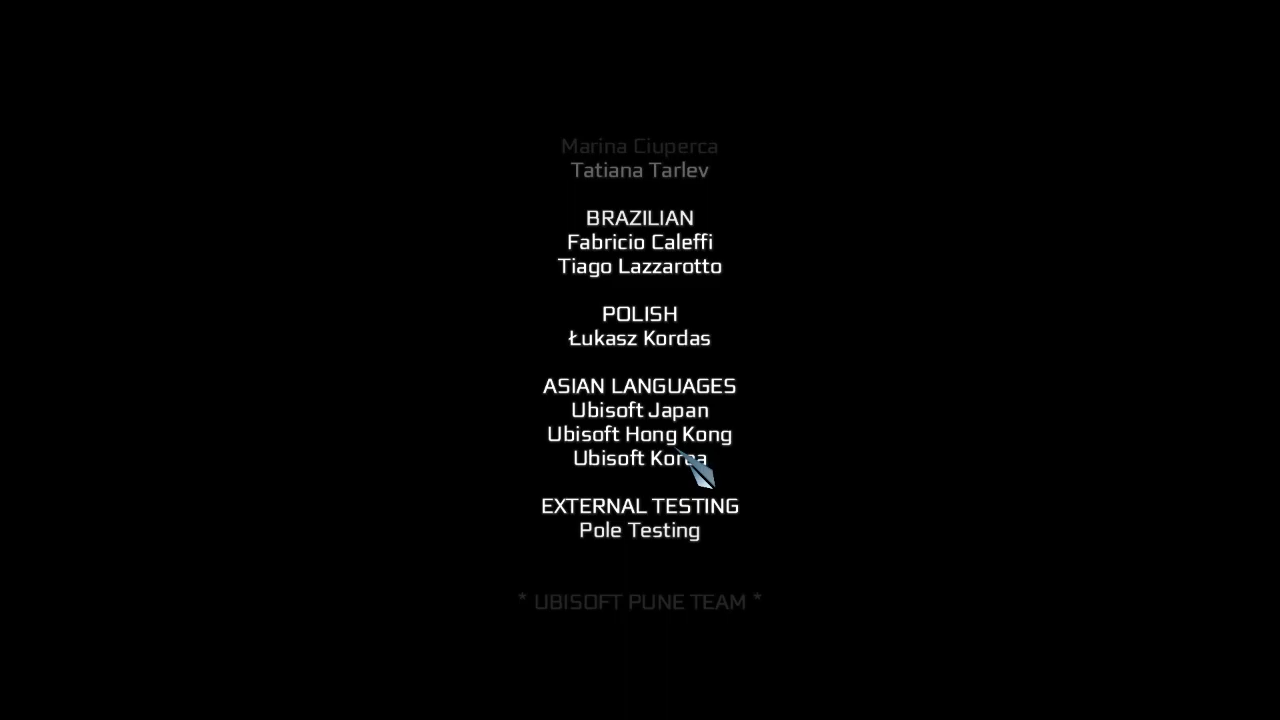 Marina Ciuperca
Tatiana Tarlev
BRAZILIAN
Fabricio Caleffi
Tiago Lazzarotto
POLISH
Łukasz Kordas
ASIAN LANGUAGES
Ubisoft Japan
Ubisoft Hong Kong
Ubisoft Korea
EXTERNAL TESTING
Pole Testing
* UBISOFT PUNE TEAM *